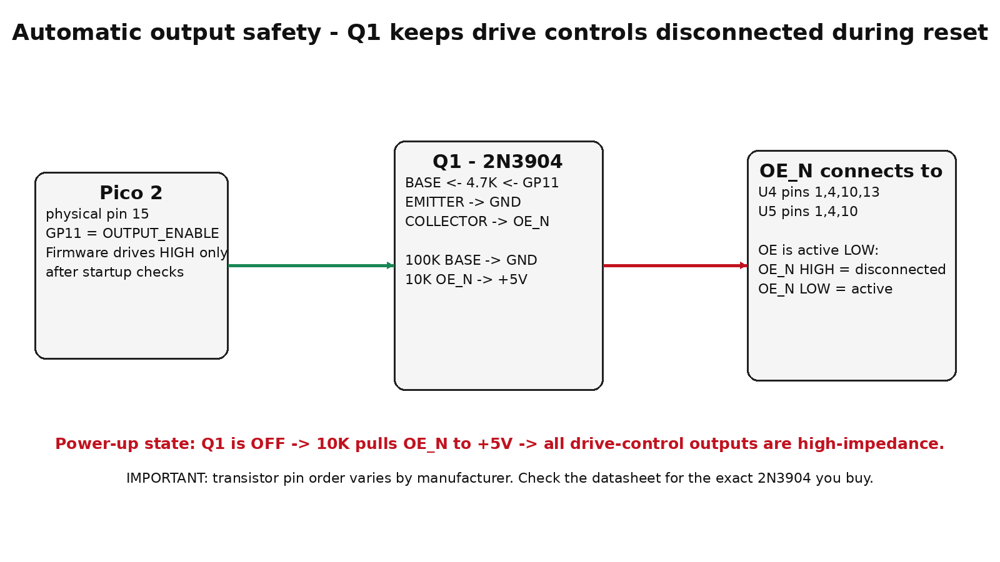 Automatic output safety - Q1 keeps drive controls disconnected during reset
Pico 2
physical pin 15
GP11 = OUTPUT_ENABLE
Firmware drives HIGH only
after startup checks
Q1 - 2N3904
BASE <- 4.7K <- GP11
EMITTER -> GND
COLLECTOR -> OE_N
100K BASE -> GND
10K OE_N -> +5V
OE_N connects to
U4 pins 1,4,10,13
U5 pins 1,4,10
OE is active LOW:
OE_N HIGH = disconnected
OE_N LOW = active
Power-up state: Q1 is OFF -> 10K pulls OE_N to +5V -> all drive-control outputs are high-impedance.
IMPORTANT: transistor pin order varies by manufacturer. Check the datasheet for the exact 2N3904 you buy.